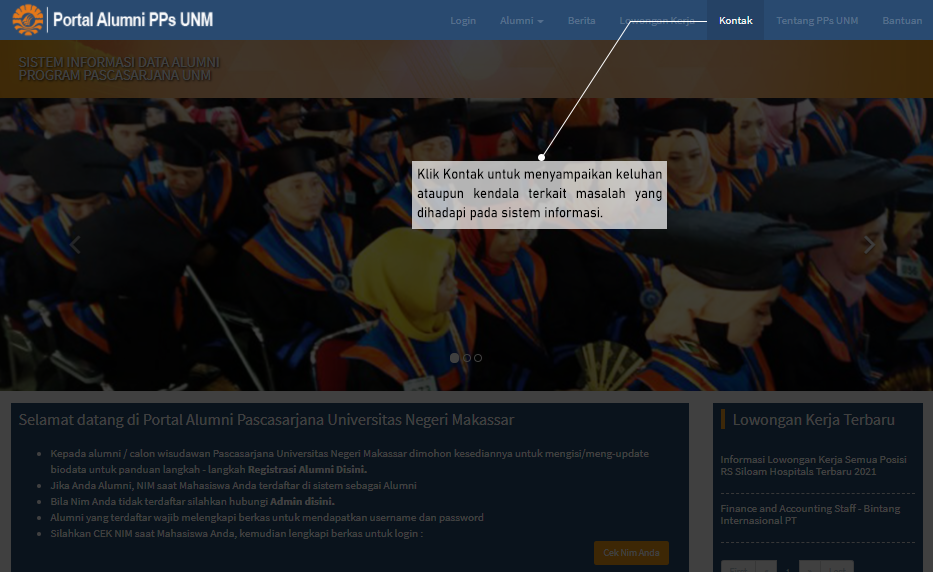 Portal Alumni PPs UNM
Login Alumni Berita Lowongan Kerja Kontak Tentang PPs UNM Bantuan
SISTEM INFORMASI DATA ALUMNI
PROGRAM PASCASARJANA UNM
Klik Kontak untuk menyampaikan keluhan
ataupun kendala terkait masalah yang
dihadapi pada sistem informasi.
Selamat datang di Portal Alumni Pascasarjana Universitas Negeri Makassar
Kepada alumni / calon wisudawan Pascasarjana Universitas Negeri Makassar dimohon kesediannya untuk mengisi/meng-update
biodata untuk panduan langkah - langkah Registrasi Alumni Disini.
Jika Anda Alumni, NIM saat Mahasiswa Anda terdaftar di sistem sebagai Alumni
Bila Nim Anda tidak terdaftar silahkan hubungi Admin disini.
Alumni yang terdaftar wajib melengkapi berkas untuk mendapatkan username dan password
Silahkan CEK NIM saat Mahasiswa Anda, kemudian lengkapi berkas untuk login :
Cek Nim Anda
Lowongan Kerja Terbaru
Informasi Lowongan Kerja Semua Posisi
RS Siloam Hospitals Terbaru 2021
Finance and Accounting Staff - Bintang
Internasional PT